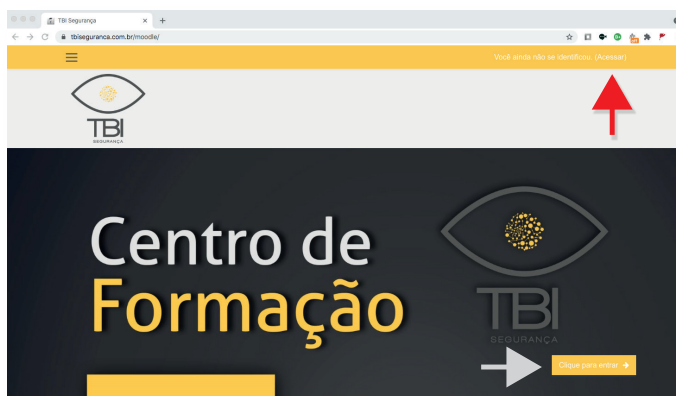 TBI Segurança
tbiseguranca.com.br/moodle/
Você ainda não se identificou. (Acessar)
TBI
SEGURANÇA
Centro de
Formação
TBI
SEGURANÇA
Clique para entrar